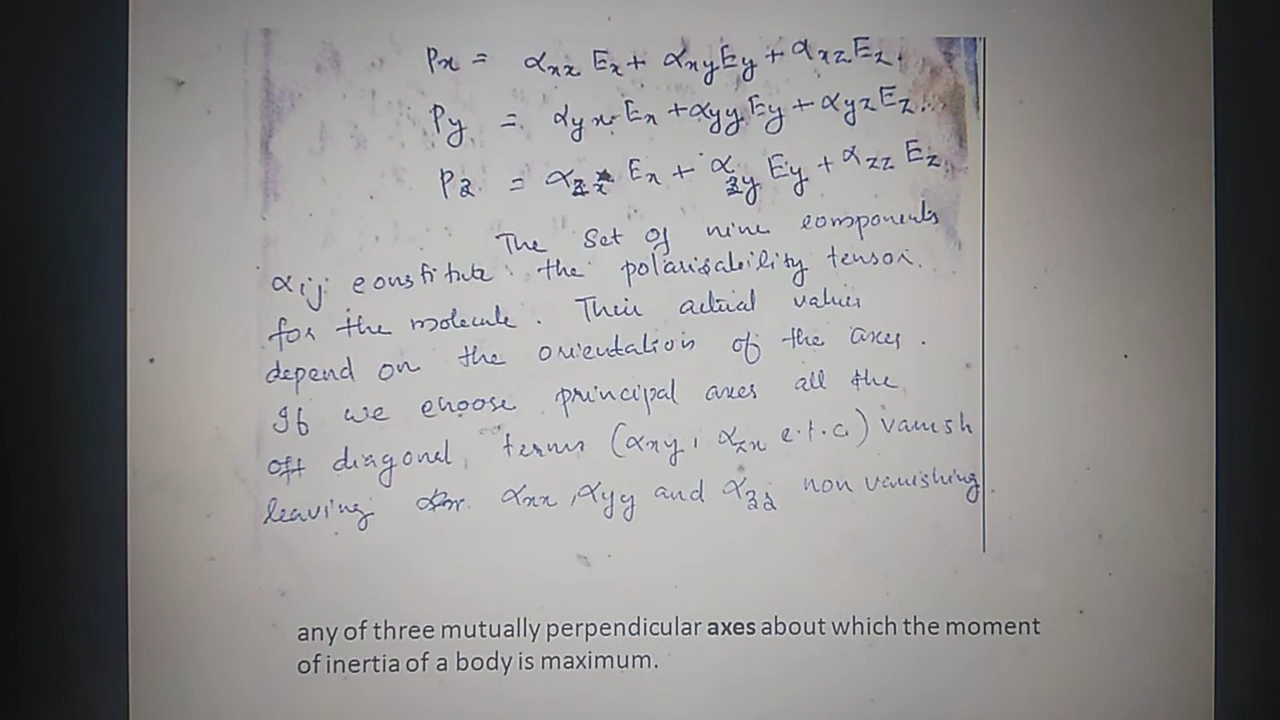 Px = αxx Ex + αxy Ey + αxz Ez.
Py = αyx Ex + αyy Ey + αyz Ez...
Pz = αzx Ex + αzy Ey + αzz Ez.
The set of nine components
αij constitute the polarisability tensor.
for the molecule. Their actual values
depend on the orientation of the axes.
If we choose principal axes all the
off diagonal terms (αxy, αzx e.t.c.) vanish
leaving αxx, αyy and αzz non vanishing
any of three mutually perpendicular axes about which the moment
of inertia of a body is maximum.